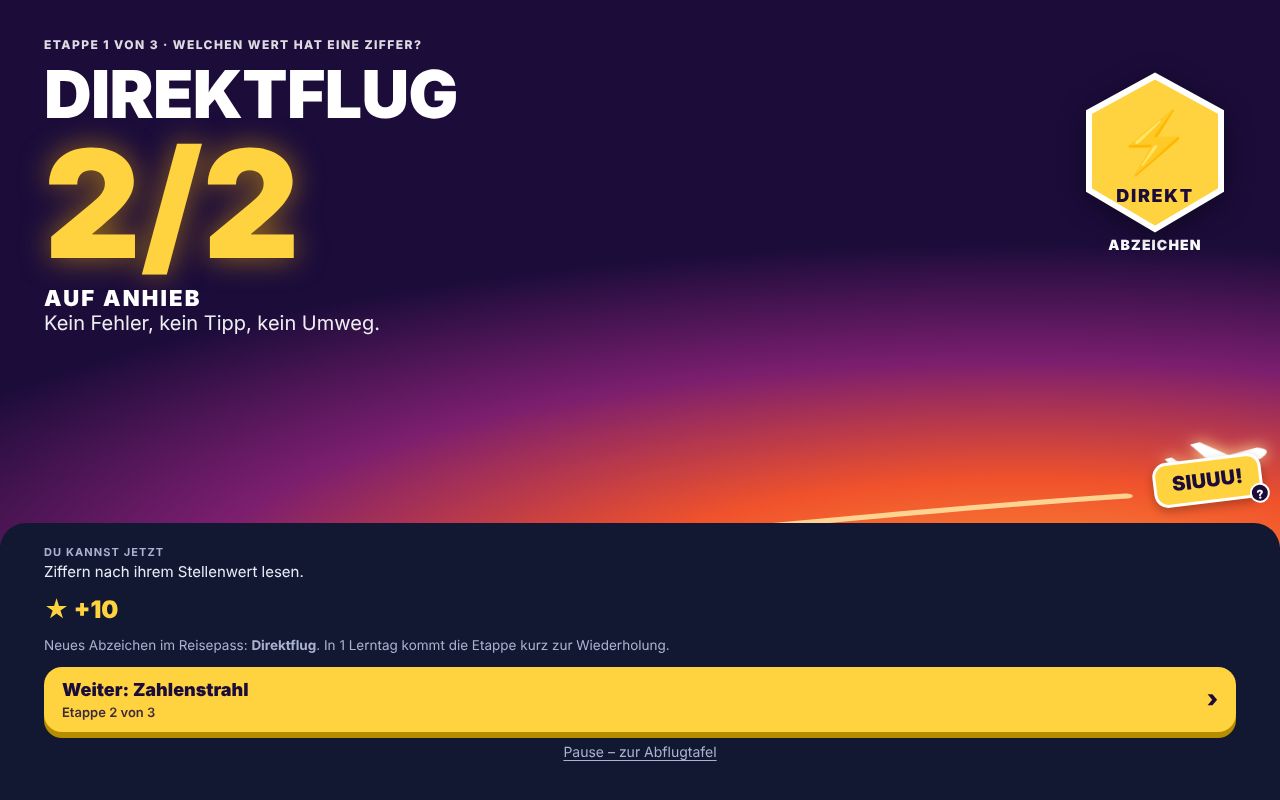 ETAPPE 1 VON 3 · WELCHEN WERT HAT EINE ZIFFER?
DIREKTFLUG
2/2
AUF ANHIEB
Kein Fehler, kein Tipp, kein Umweg.
DIREKT
ABZEICHEN
SIUUU!
?
DU KANNST JETZT
Ziffern nach ihrem Stellenwert lesen.
★ +10
Neues Abzeichen im Reisepass: Direktflug. In 1 Lerntag kommt die Etappe kurz zur Wiederholung.
Weiter: Zahlenstrahl
Etappe 2 von 3
›
Pause – zur Abflugtafel